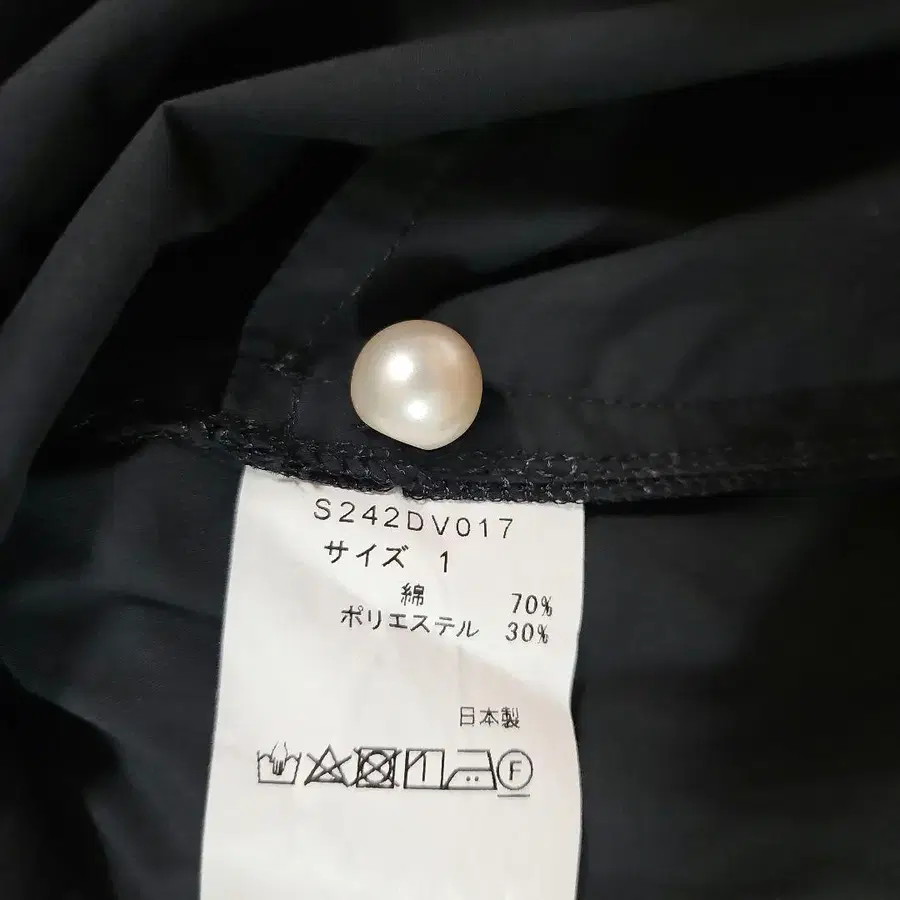 S242DV017
サイズ 1
綿 70%
ポリエステル 30%
日本製
F